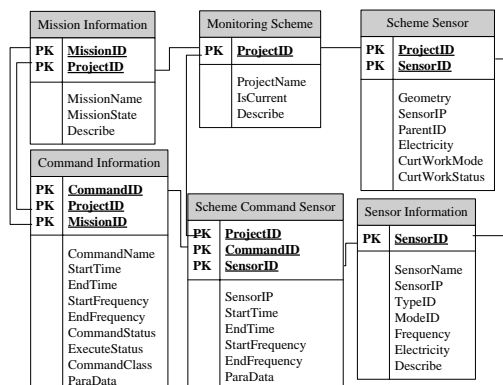 Mission Information
PK MissionID
PK ProjectID
MissionName
MissionState
Describe
Monitoring Scheme
PK ProjectID
ProjectName
IsCurrent
Describe
Scheme Sensor
PK ProjectID
PK SensorID
Geometry
SensorIP
ParentID
Electricity
CurtWorkMode
CurtWorkStatus
Command Information
PK CommandID
PK ProjectID
PK MissionID
CommandName
StartTime
EndTime
StartFrequency
EndFrequency
CommandStatus
ExecuteStatus
CommandClass
ParaData
Scheme Command Sensor
PK ProjectID
PK CommandID
PK SensorID
SensorIP
StartTime
EndTime
StartFrequency
EndFrequency
ParaData
Sensor Information
PK SensorID
SensorName
SensorIP
TypeID
ModeID
Frequency
Electricity
Describe